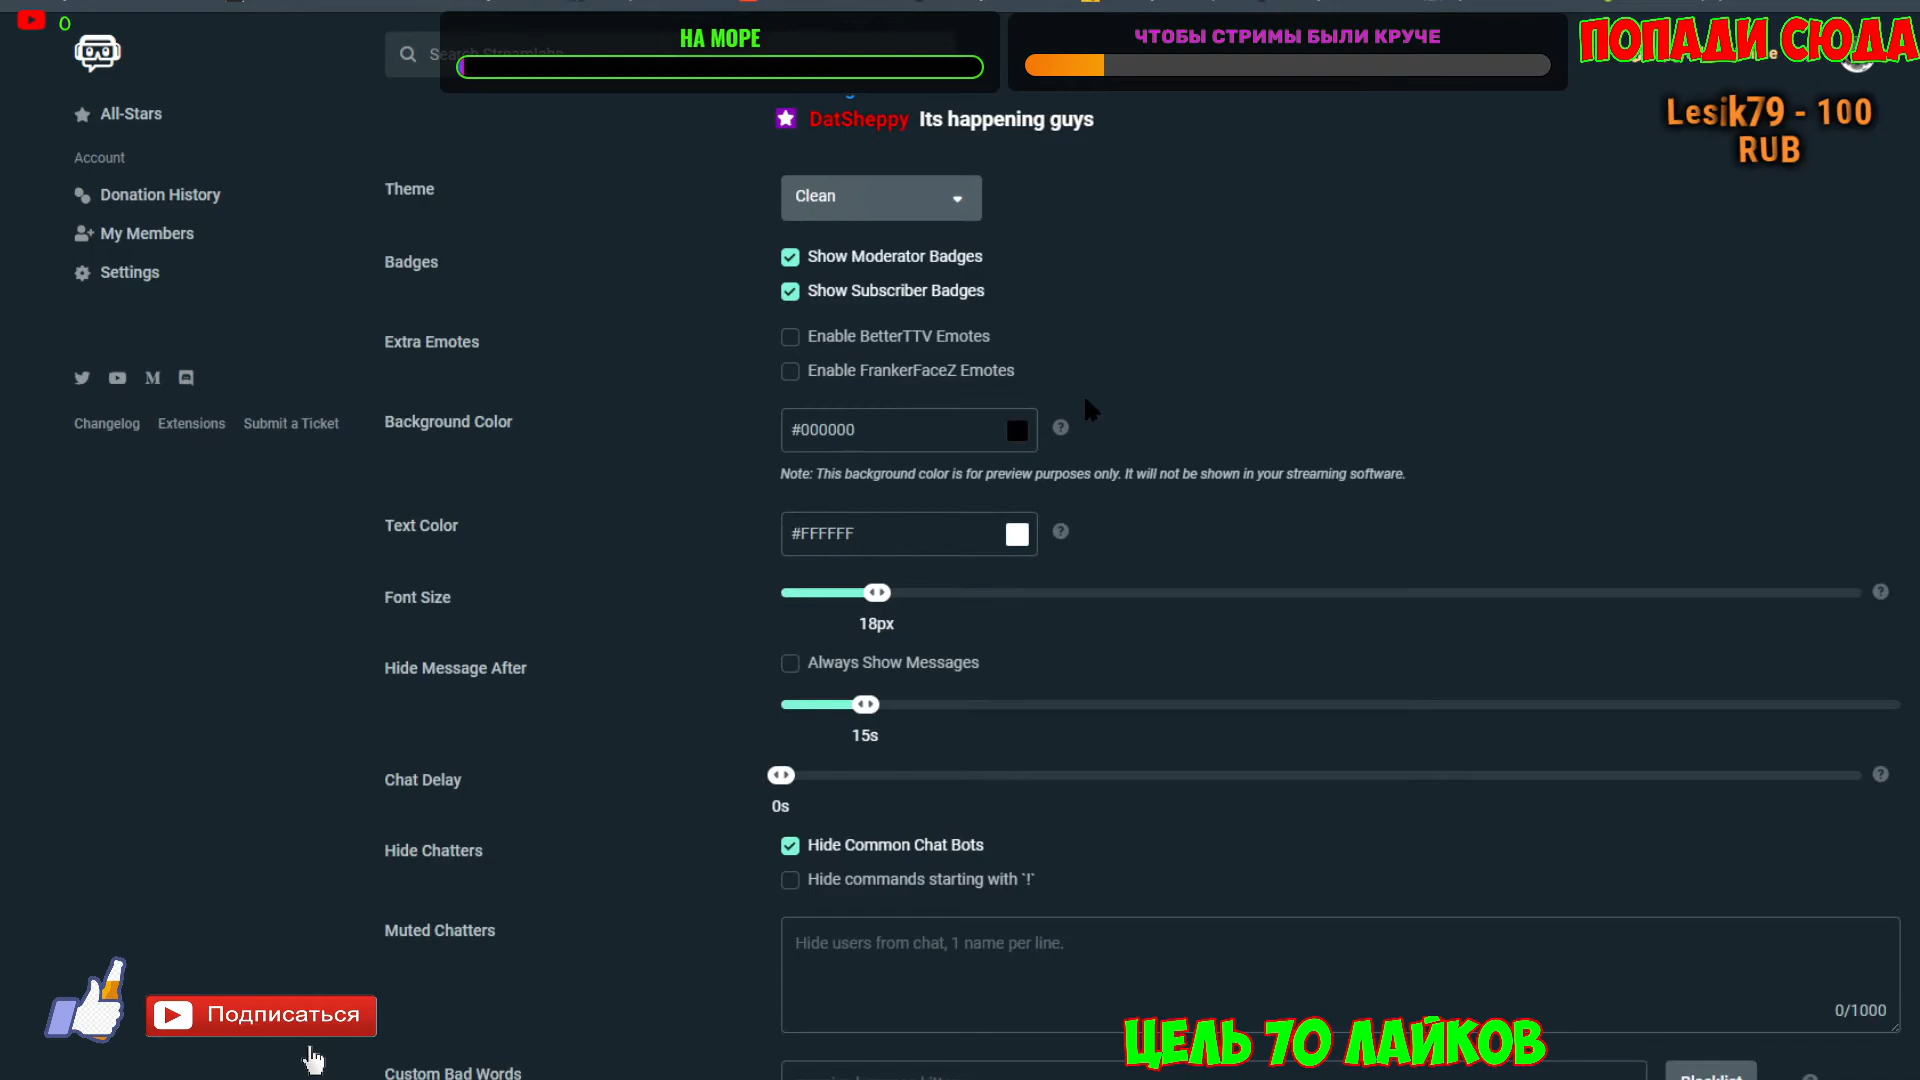 0
НА МОРЕ
ЧТОБЫ СТРИМЫ БЫЛИ КРУЧЕ
ПОПАДИ СЮДА
Search Streamlabs
Lesik79 - 100
RUB
All-Stars
DatSheppy Its happening guys
Account
Donation History
My Members
Settings
Changelog Extensions Submit a Ticket
Theme
Clean
Badges
Show Moderator Badges
Show Subscriber Badges
Extra Emotes
Enable BetterTTV Emotes
Enable FrankerFaceZ Emotes
Background Color
#000000
Note: This background color is for preview purposes only. It will not be shown in your streaming software.
Text Color
#FFFFFF
Font Size
18px
Hide Message After
Always Show Messages
15s
Chat Delay
0s
Hide Chatters
Hide Common Chat Bots
Hide commands starting with `!`
Muted Chatters
Hide users from chat, 1 name per line.
0/1000
Подписаться
ЦЕЛЬ 70 ЛАЙКОВ
Custom Bad Words
Blacklist